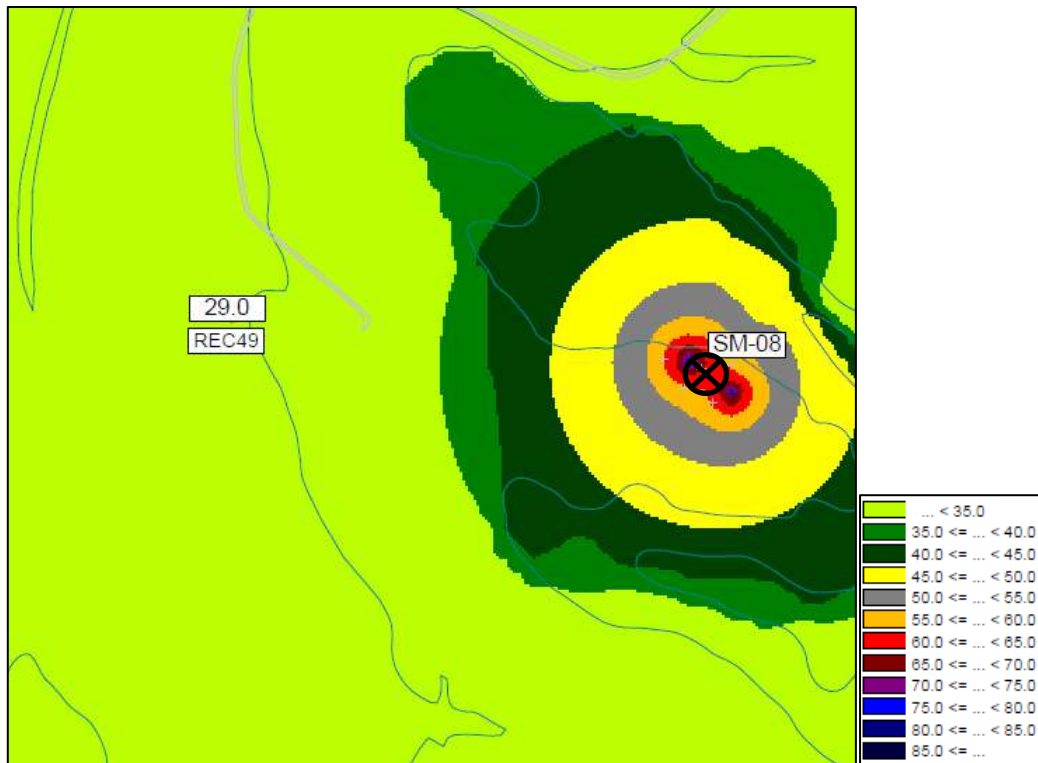 29.0
REC49
SM-08
... < 35.0
35.0 <= ... < 40.0
40.0 <= ... < 45.0
45.0 <= ... < 50.0
50.0 <= ... < 55.0
55.0 <= ... < 60.0
60.0 <= ... < 65.0
65.0 <= ... < 70.0
70.0 <= ... < 75.0
75.0 <= ... < 80.0
80.0 <= ... < 85.0
85.0 <= ...